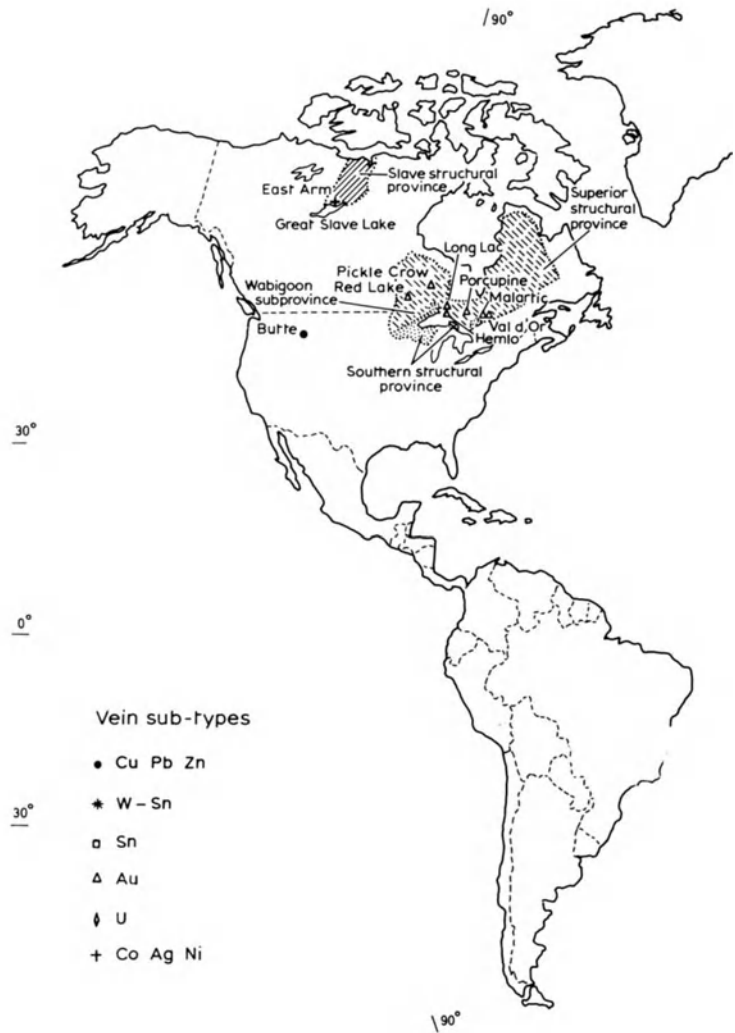 90°
East Arm
Slave structural
province
Great Slave Lake
Superior
structural
province
Long Lac
Pickle Crow
Porcupine
Red Lake
Wabigoon
subprovince
Malartic
Val d'Or
Hemlo
Butte
Southern structural
province
30°
0°
Vein sub-types
Cu Pb Zn
W-Sn
30°
Sn
Au
U
Co Ag Ni
90°